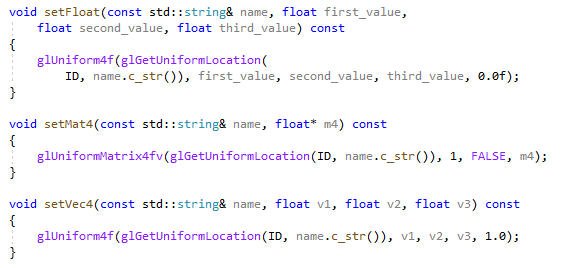 void setFloat(const std::string& name, float first_value,
    float second_value, float third_value) const
{
    glUniform4f(glGetUniformLocation(
        ID, name.c_str()), first_value, second_value, third_value, 0.0f);
}
void setMat4(const std::string& name, float* m4) const
{
    glUniformMatrix4fv(glGetUniformLocation(ID, name.c_str()), 1, FALSE, m4);
}
void setVec4(const std::string& name, float v1, float v2, float v3) const
{
    glUniform4f(glGetUniformLocation(ID, name.c_str()), v1, v2, v3, 1.0);
}